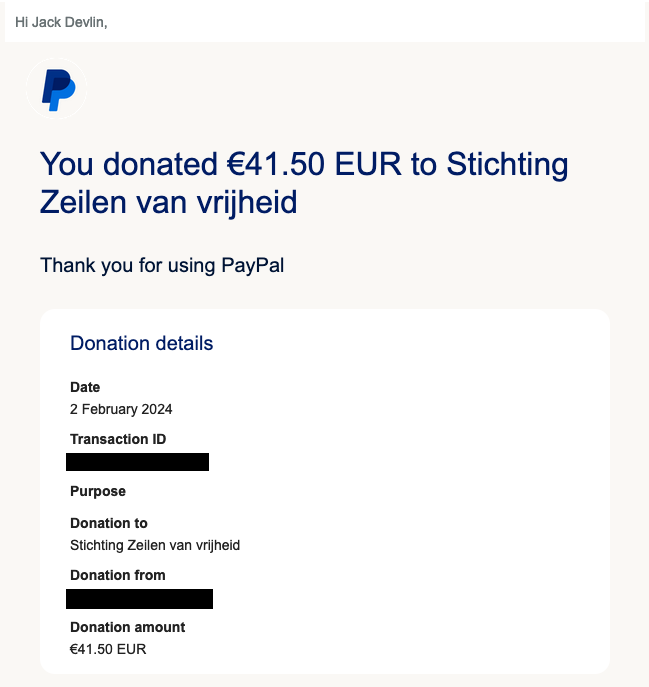 Hi Jack Devlin,
You donated €41.50 EUR to Stichting
Zeilen van vrijheid
Thank you for using PayPal
Donation details
Date
2 February 2024
Transaction ID
Purpose
Donation to
Stichting Zeilen van vrijheid
Donation from
Donation amount
€41.50 EUR